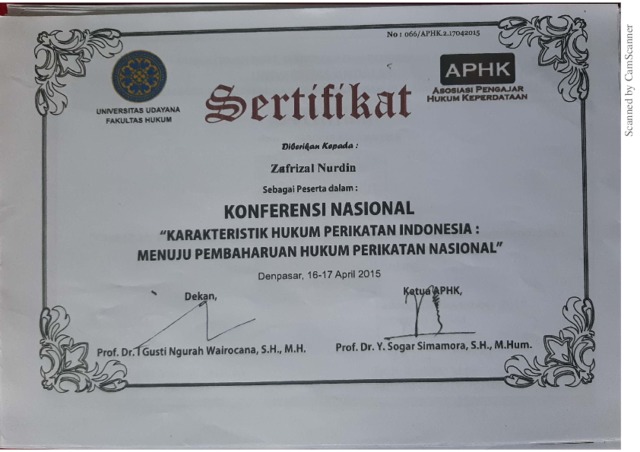 No : 066/APHK.2.17042015
UNIVERSITAS UDAYANA
FAKULTAS HUKUM
Sertifikat
APHK
ASOSIASI PENGAJAR
HUKUM KEPERDATAAN
Diberikan Kepada :
Zafrizal Nurdin
Sebagai Peserta dalam :
KONFERENSI NASIONAL
“KARAKTERISTIK HUKUM PERIKATAN INDONESIA :
MENUJU PEMBAHARUAN HUKUM PERIKATAN NASIONAL”
Denpasar, 16-17 April 2015
Dekan,
Ketua APHK,
Prof. Dr. I Gusti Ngurah Wairocana, S.H., M.H.
Prof. Dr. Y. Sogar Simamora, S.H., M.Hum.
Scanned by CamScanner